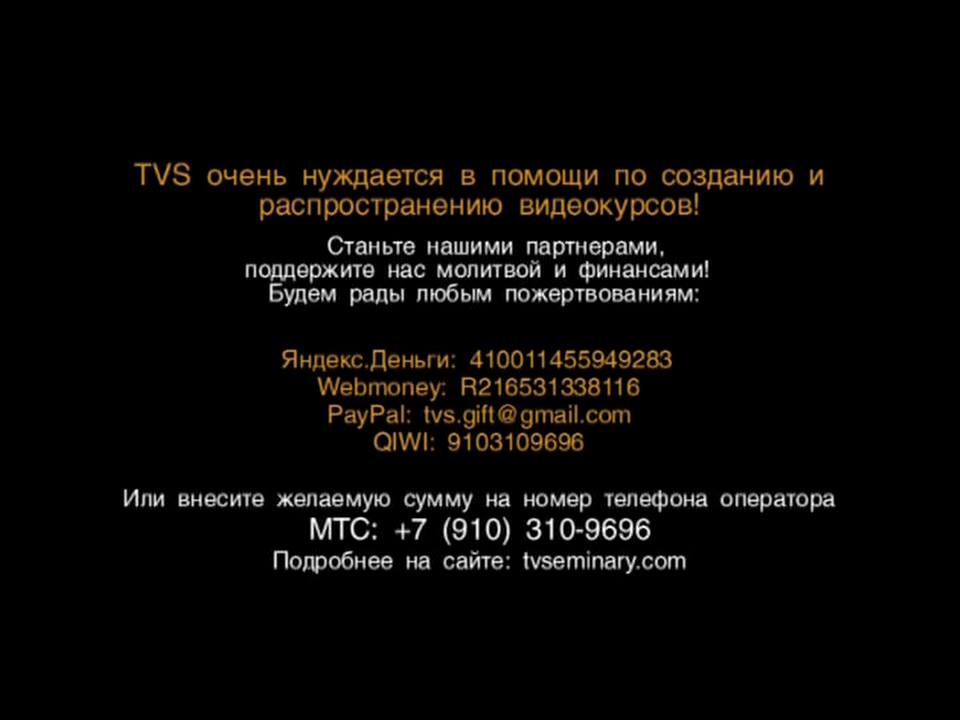 TVS очень нуждается в помощи по созданию и
распространению видеокурсов!
Станьте нашими партнерами,
поддержите нас молитвой и финансами!
Будем рады любым пожертвованиям:
Яндекс.Деньги: 410011455949283
Webmoney: R216531338116
PayPal: tvs.gift@gmail.com
QIWI: 9103109696
Или внесите желаемую сумму на номер телефона оператора
МТС: +7 (910) 310-9696
Подробнее на сайте: tvseminary.com